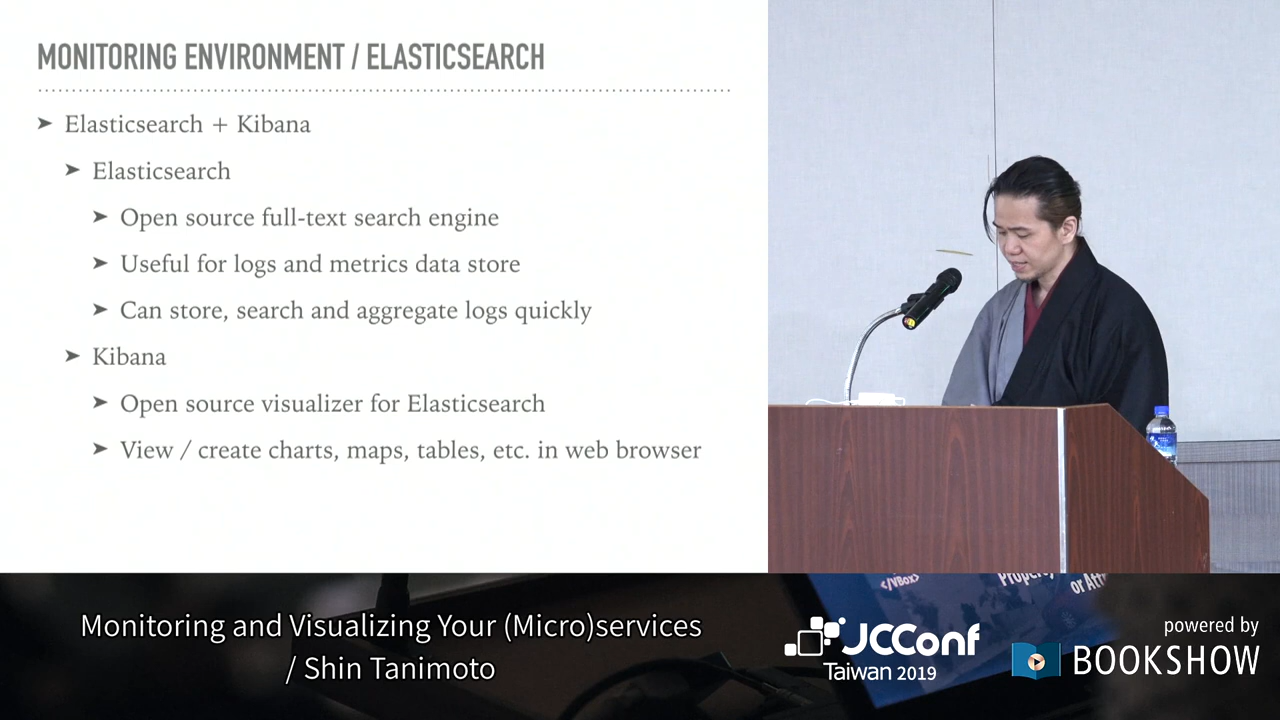 MONITORING ENVIRONMENT / ELASTICSEARCH
➤ Elasticsearch + Kibana
➤ Elasticsearch
➤ Open source full-text search engine
➤ Useful for logs and metrics data store
➤ Can store, search and aggregate logs quickly
➤ Kibana
➤ Open source visualizer for Elasticsearch
➤ View / create charts, maps, tables, etc. in web browser
</VBox>
Property
Monitoring and Visualizing Your (Micro)services
/ Shin Tanimoto
JCConf
Taiwan 2019
powered by
BOOKSHOW